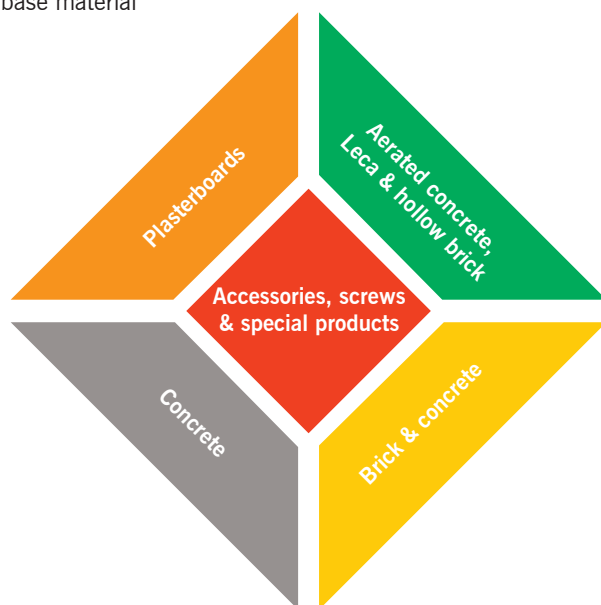 base material
Plasterboards
Aerated concrete,
Leca & hollow brick
Accessories, screws
& special products
Concrete
Brick & concrete